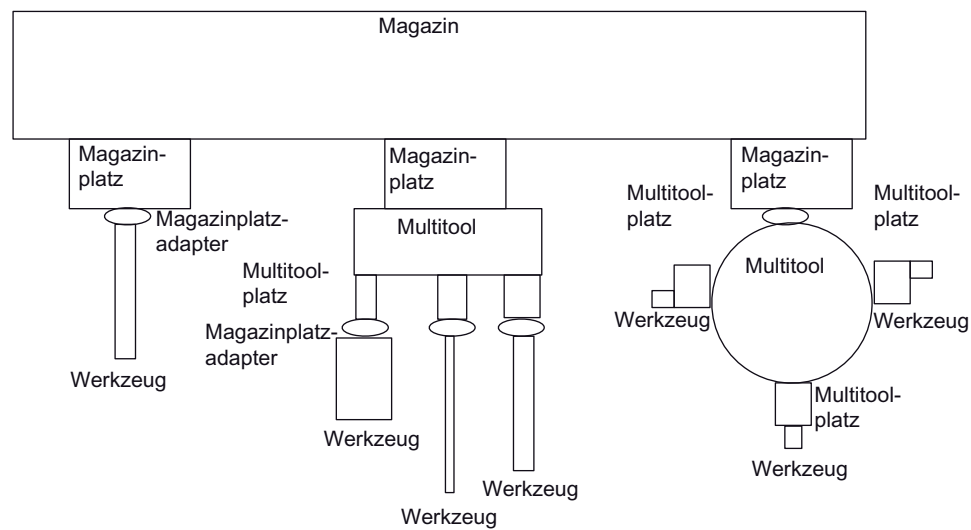 Magazin
Magazin-
platz
Magazin-
platz
Magazin-
platz
Magazinplatz-
adapter
Werkzeug
Multitool
Multitool-
platz
Magazinplatz-
adapter
Werkzeug
Werkzeug
Werkzeug
Multitool-
platz
Multitool-
platz
Multitool
Werkzeug
Werkzeug
Multitool-
platz
Werkzeug